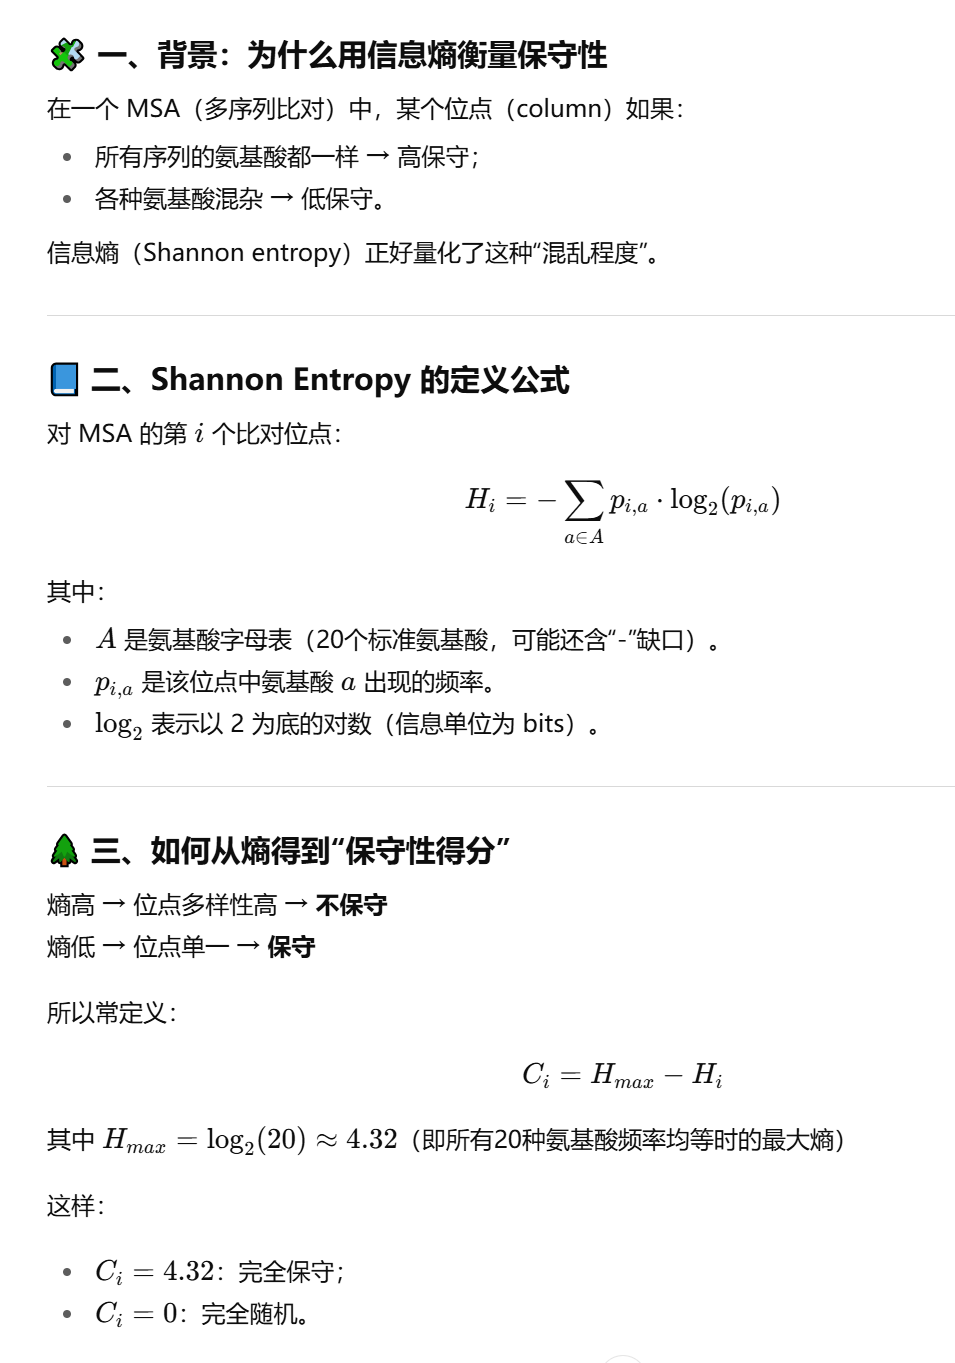 🧩 一、背景：为什么用信息熵衡量保守性
在一个 MSA（多序列比对）中，某个位点（column）如果：
• 所有序列的氨基酸都一样 → 高保守；
• 各种氨基酸混杂 → 低保守。
信息熵（Shannon entropy）正好量化了这种“混乱程度”。
📘 二、Shannon Entropy 的定义公式
对 MSA 的第 i 个比对位点：
H_i = −∑_{a∈A} p_{i,a} · log_2(p_{i,a})
其中：
• A 是氨基酸字母表（20个标准氨基酸，可能还含“-”缺口）。
• p_{i,a} 是该位点中氨基酸 a 出现的频率。
• log_2 表示以 2 为底的对数（信息单位为 bits）。
🌲 三、如何从熵得到“保守性得分”
熵高 → 位点多样性高 → 不保守
熵低 → 位点单一 → 保守
所以常定义：
C_i = H_{max} − H_i
其中 H_{max} = log_2(20) ≈ 4.32（即所有20种氨基酸频率均等时的最大熵）
这样：
• C_i = 4.32：完全保守；
• C_i = 0：完全随机。